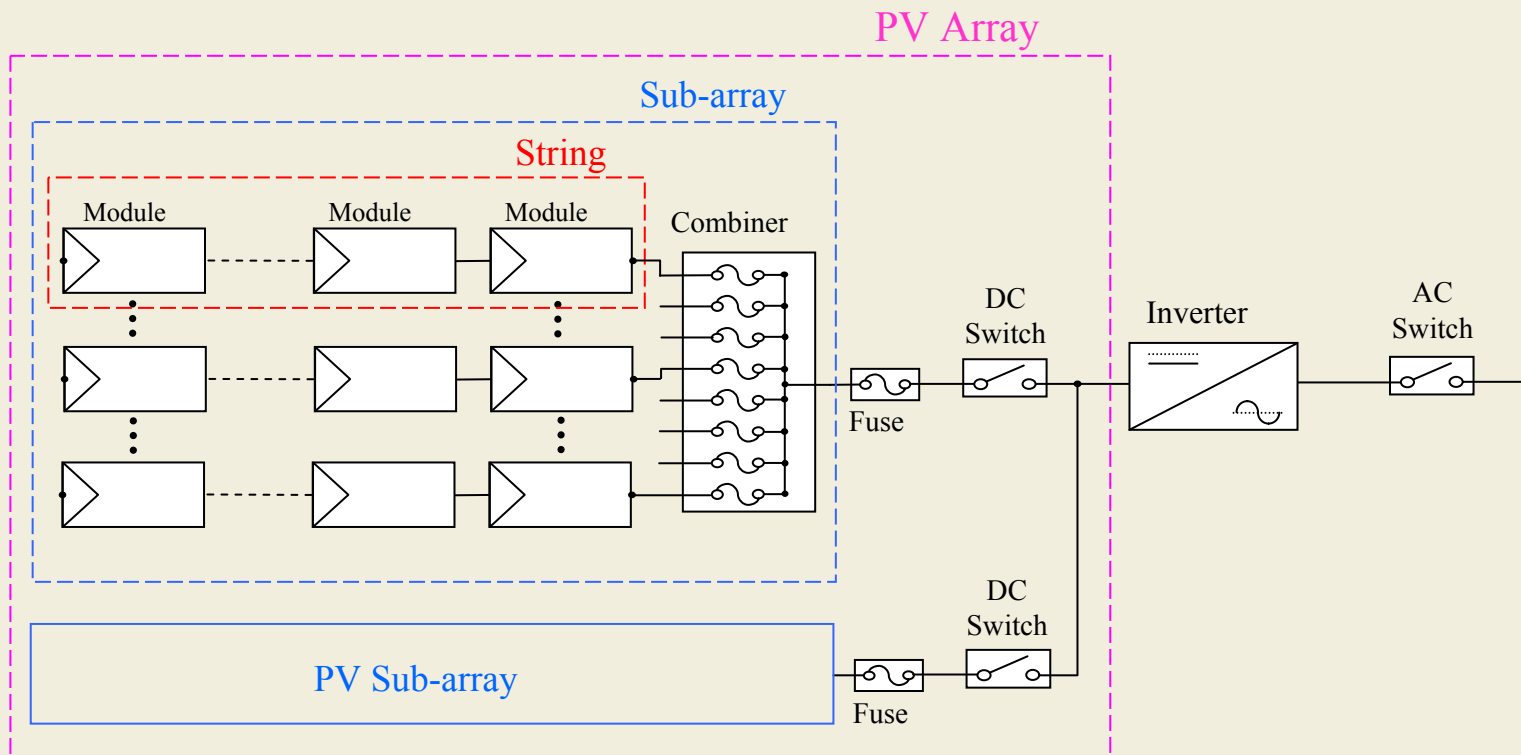 PV Array
Sub-array
String
Module
Module
Module
Combiner
DC
Switch
Inverter
AC
Switch
Fuse
DC
Switch
PV Sub-array
Fuse